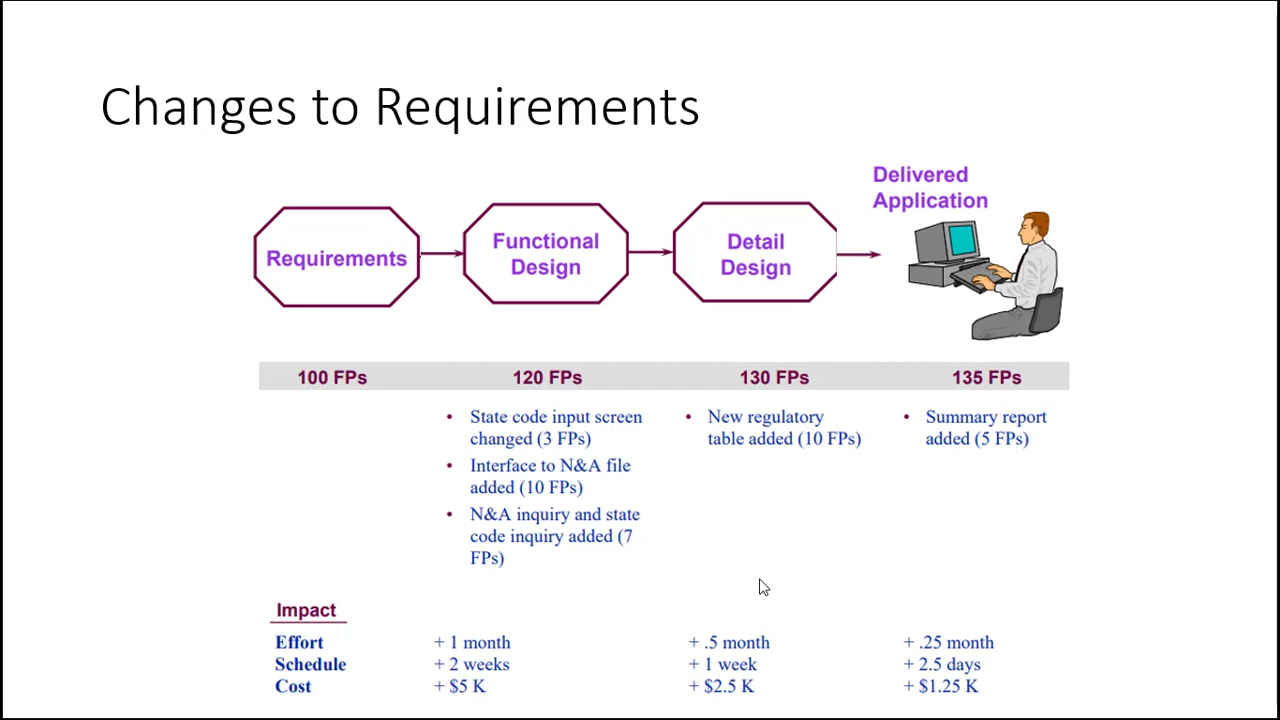 Changes to Requirements
Delivered
Application
Requirements
Functional
Design
Detail
Design
100 FPs
120 FPs
130 FPs
135 FPs
• State code input screen
changed (3 FPs)
• Interface to N&A file
added (10 FPs)
• N&A inquiry and state
code inquiry added (7
FPs)
• New regulatory
table added (10 FPs)
• Summary report
added (5 FPs)
Impact
Effort + 1 month + .5 month + .25 month
Schedule + 2 weeks + 1 week + 2.5 days
Cost + $5 K + $2.5 K + $1.25 K